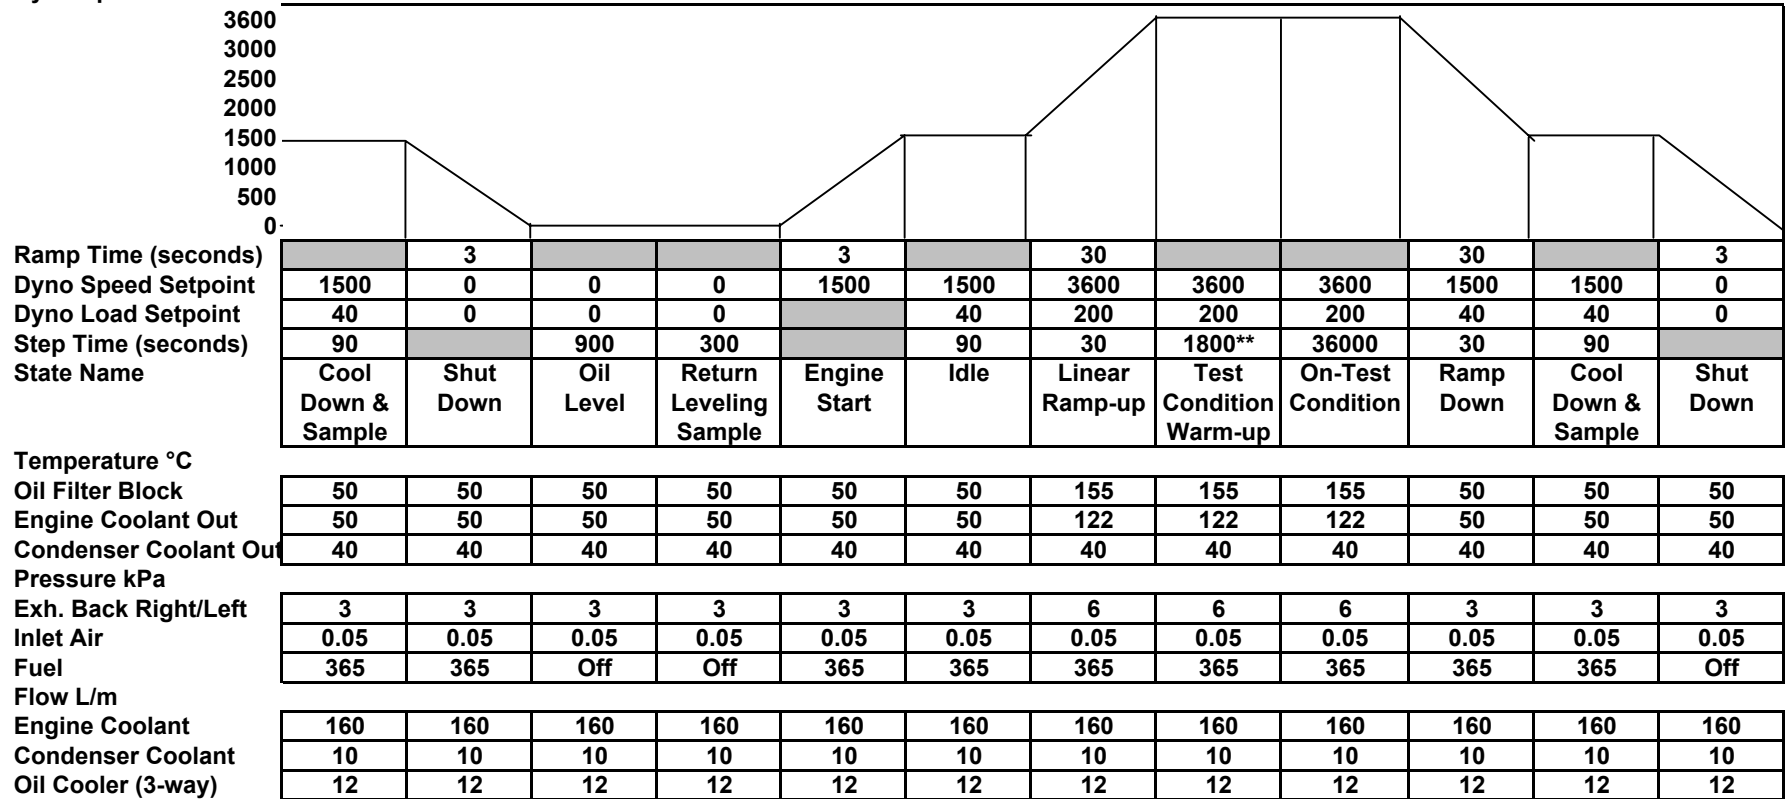 3600
3000
2500
2000
1500
1000
500
0
Ramp Time (seconds) 3 3 30 30 3
Dyno Speed Setpoint 1500 0 0 0 1500 1500 3600 3600 3600 1500 1500 0
Dyno Load Setpoint 40 0 0 0 40 200 200 200 40 40 0
Step Time (seconds) 90 900 300 90 30 1800** 36000 30 90
State Name Cool Shut Oil Return Engine Idle Linear Test On-Test Ramp Cool Shut
Down & Down Level Leveling Start Ramp-up Condition Condition Down Down & Down
Sample Sample Warm-up Sample
Temperature °C
Oil Filter Block 50 50 50 50 50 50 155 155 155 50 50 50
Engine Coolant Out 50 50 50 50 50 50 122 122 122 50 50 50
Condenser Coolant Out 40 40 40 40 40 40 40 40 40 40 40 40
Pressure kPa
Exh. Back Right/Left 3 3 3 3 3 3 6 6 6 3 3 3
Inlet Air 0.05 0.05 0.05 0.05 0.05 0.05 0.05 0.05 0.05 0.05 0.05 0.05
Fuel 365 365 Off Off 365 365 365 365 365 365 365 Off
Flow L/m
Engine Coolant 160 160 160 160 160 160 160 160 160 160 160 160
Condenser Coolant 10 10 10 10 10 10 10 10 10 10 10 10
Oil Cooler (3-way) 12 12 12 12 12 12 12 12 12 12 12 12